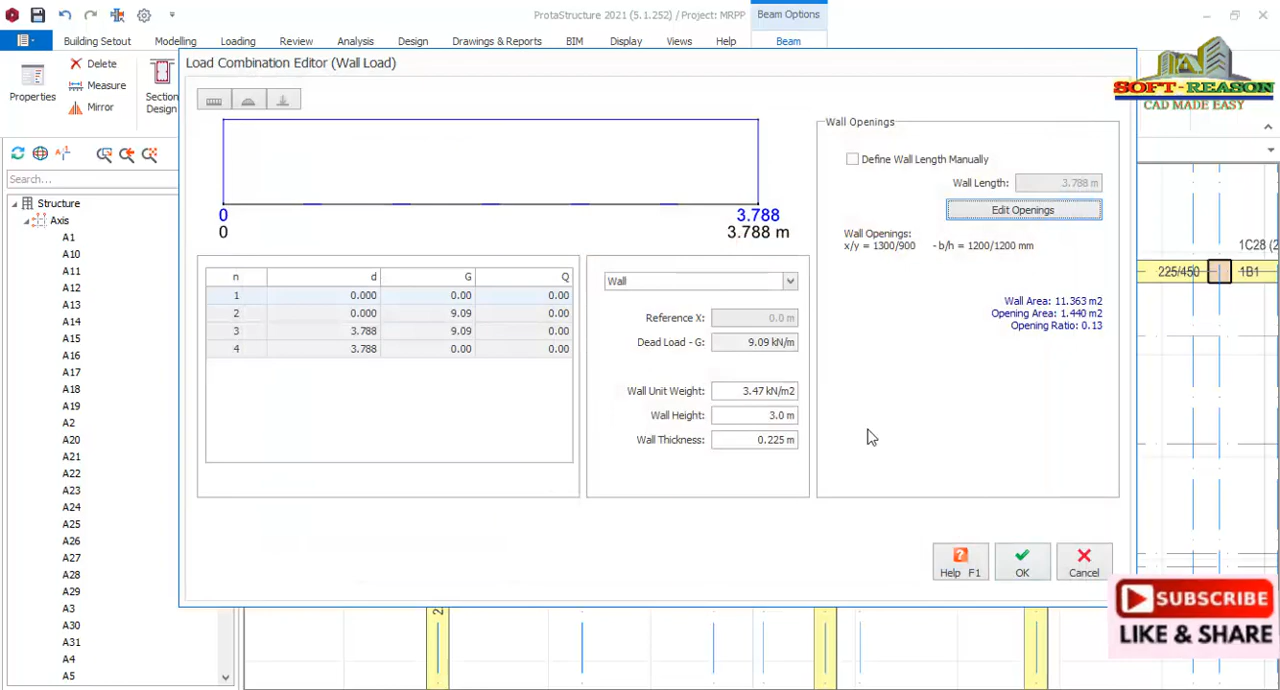 ProtaStructure 2021 (5.1.252) / Project: MRPP
Beam Options
Building Setout Modelling Loading Review Analysis Design Drawings & Reports BIM Display Views Help Beam
Properties
Delete
Measure
Mirror
Section
Design
SOFT-REASON
CAD MADE EASY
Load Combination Editor (Wall Load)
Search...
Structure
Axis
A1
A10
A11
A12
A13
A14
A15
A16
A17
A18
A19
A2
A20
A21
A22
A23
A24
A25
A26
A27
A28
A29
A3
A30
A31
A4
A5
0 3.788
0 3.788 m
n d G Q
1 0.000 0.00 0.00
2 0.000 9.09 0.00
3 3.788 9.09 0.00
4 3.788 0.00 0.00
Wall
Reference X: 0.0 m
Dead Load - G: 9.09 kN/m
Wall Unit Weight: 3.47 kN/m2
Wall Height: 3.0 m
Wall Thickness: 0.225 m
Wall Openings
Define Wall Length Manually
Wall Length: 3.788 m
Edit Openings
Wall Openings:
x/y = 1300/900 - b/h = 1200/1200 mm
Wall Area: 11.363 m2
Opening Area: 1.440 m2
Opening Ratio: 0.13
Help F1
OK
Cancel
1C28 (2
225/450 1B1
2
SUBSCRIBE
LIKE & SHARE